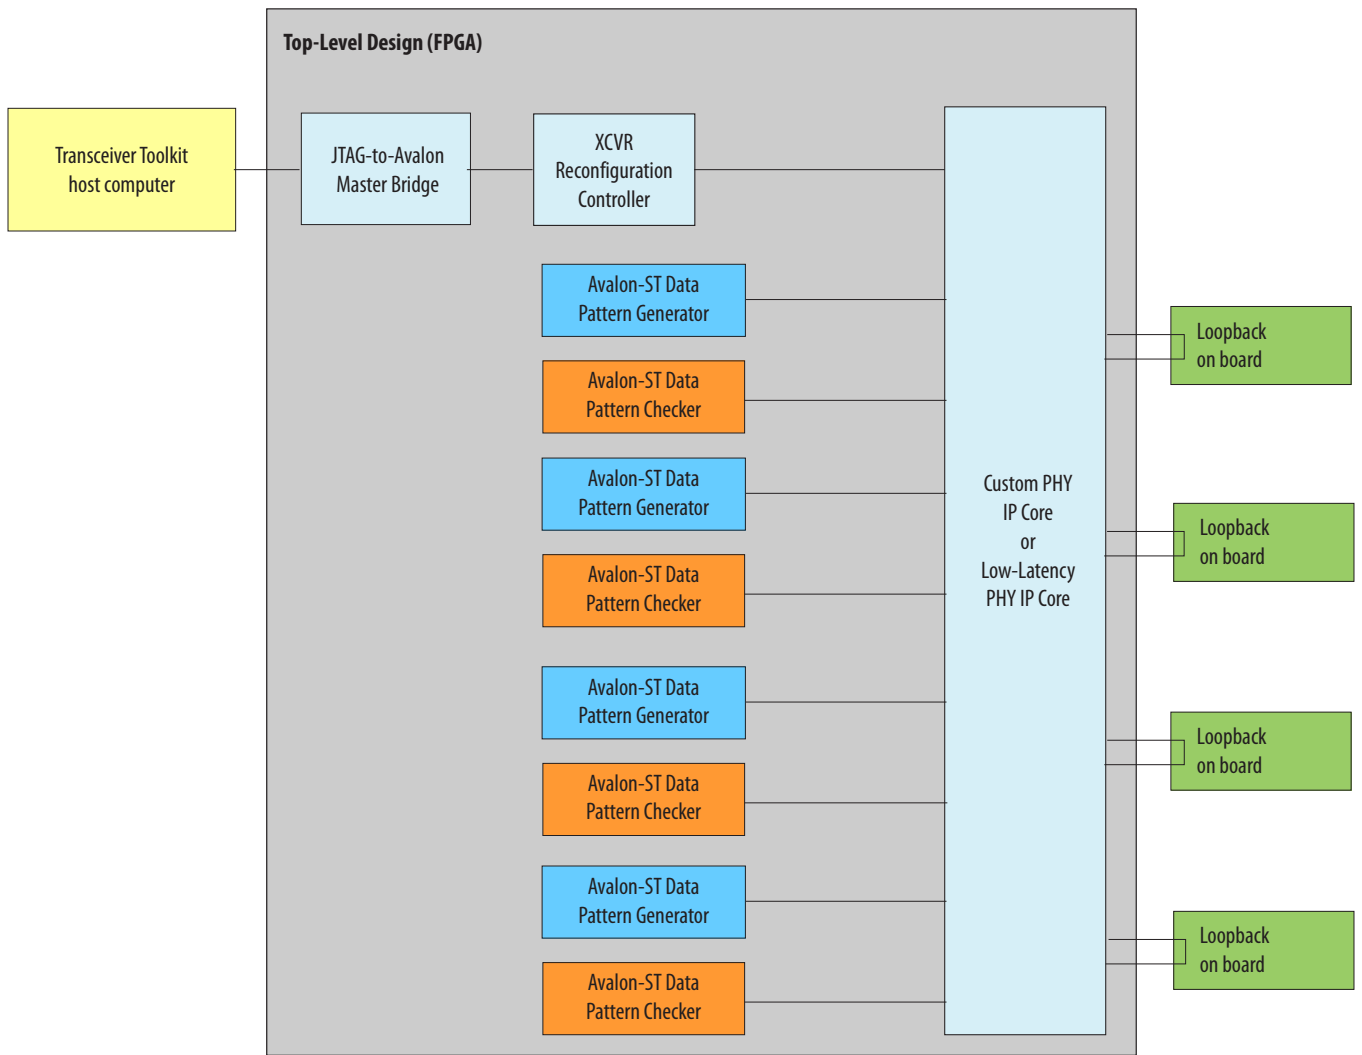 Top-Level Design (FPGA)
Transceiver Toolkit
host computer
JTAG-to-Avalon
Master Bridge
XCVR
Reconfiguration
Controller
Avalon-ST Data
Pattern Generator
Avalon-ST Data
Pattern Checker
Avalon-ST Data
Pattern Generator
Avalon-ST Data
Pattern Checker
Avalon-ST Data
Pattern Generator
Avalon-ST Data
Pattern Checker
Avalon-ST Data
Pattern Generator
Avalon-ST Data
Pattern Checker
Custom PHY
IP Core
or
Low-Latency
PHY IP Core
Loopback
on board
Loopback
on board
Loopback
on board
Loopback
on board